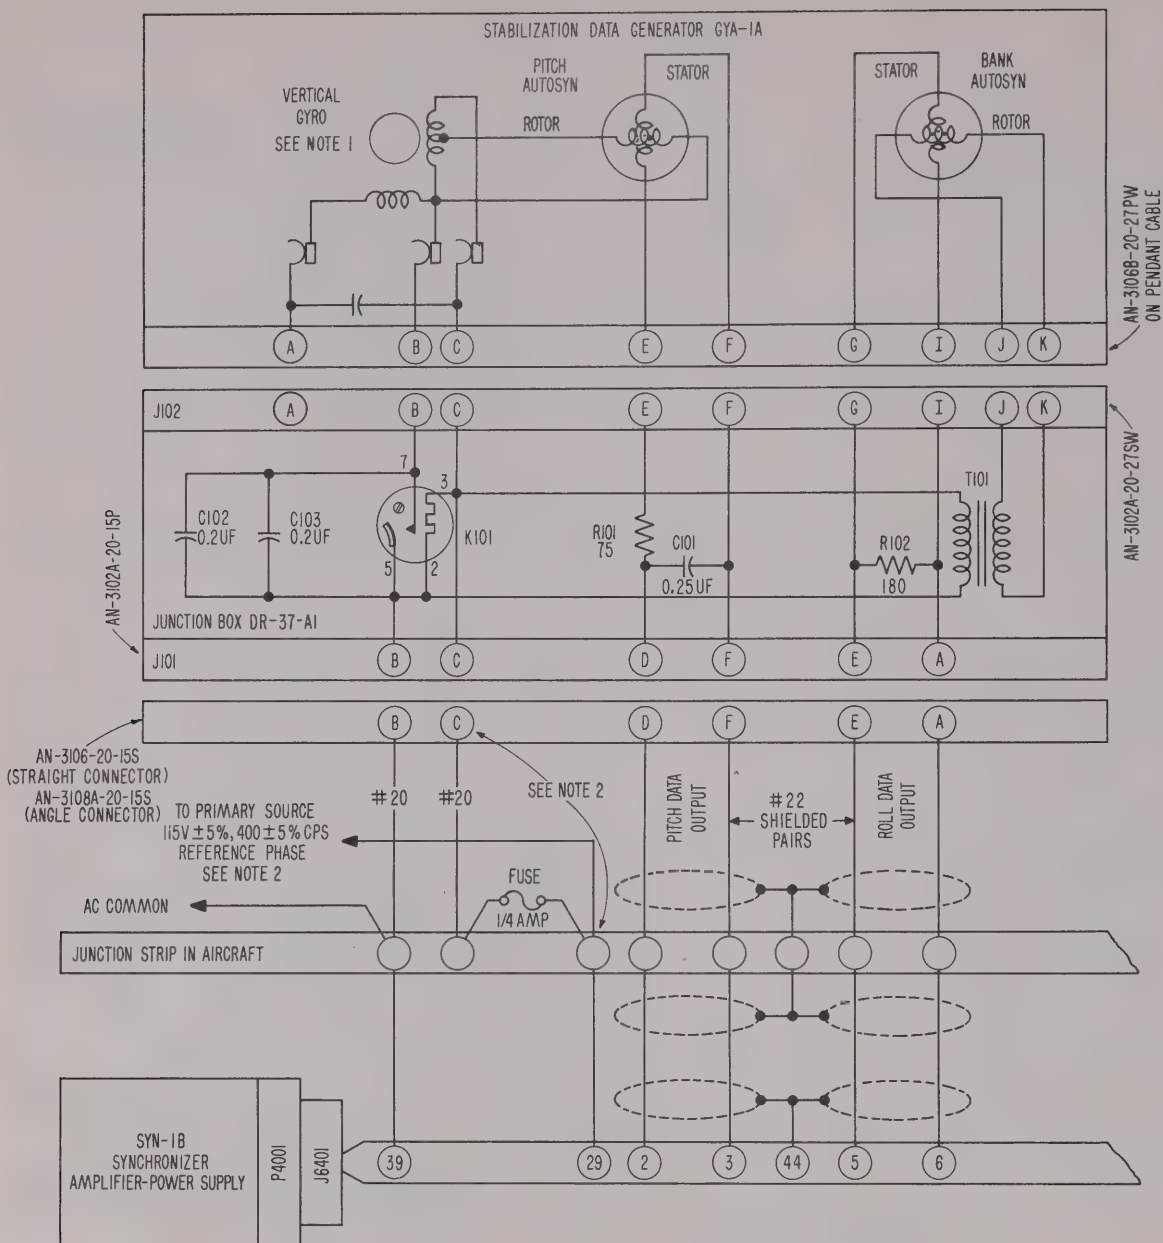 STABILIZATION DATA GENERATOR GYA-1A
PITCH
AUTOSYN
STATOR
STATOR
BANK
AUTOSYN
VERTICAL
GYRO
SEE NOTE 1
ROTOR
ROTOR
A
B
C
E
F
G
I
J
K
AN-3106B-20-27PW
ON PENDANT CABLE
J102
A
B
C
E
F
G
I
J
K
AN-3102A-20-27SW
7
3
T101
C102
0.2UF
C103
0.2UF
K101
R101
75
C101
0.25UF
R102
180
5
2
AN-3102A-20-15P
JUNCTION BOX DR-37-A1
J101
B
C
D
F
E
A
B
C
D
F
E
A
AN-3106-20-15S
(STRAIGHT CONNECTOR)
AN-3108A-20-15S
(ANGLE CONNECTOR)
TO PRIMARY SOURCE
115V±5%, 400±5% CPS
REFERENCE PHASE
SEE NOTE 2
#20
#20
SEE NOTE 2
PITCH DATA
OUTPUT
#22
SHIELDED
PAIRS
ROLL DATA
OUTPUT
FUSE
1/4 AMP
AC COMMON
JUNCTION STRIP IN AIRCRAFT
SYN-1B
SYNCHRONIZER
AMPLIFIER-POWER SUPPLY
P4001
J6401
39
29
2
3
44
5
6